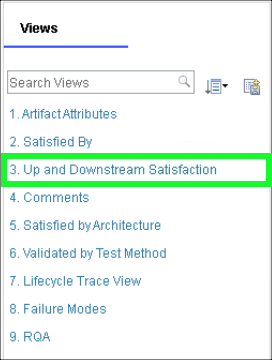 Views
Search Views
1. Artifact Attributes
2. Satisfied By
3. Up and Downstream Satisfaction
4. Comments
5. Satisfied by Architecture
6. Validated by Test Method
7. Lifecycle Trace View
8. Failure Modes
9. RQA